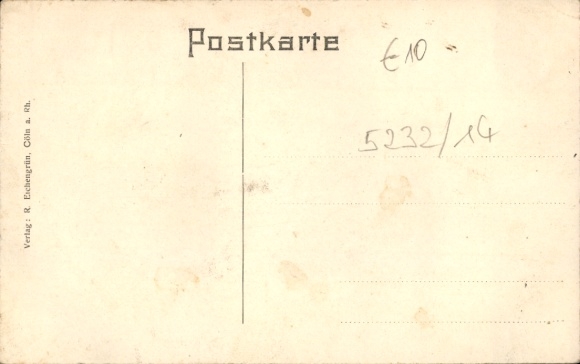 Postkarte
€10
5232/14
Verlag: R. Eschengrün, Cöln a. Rh.